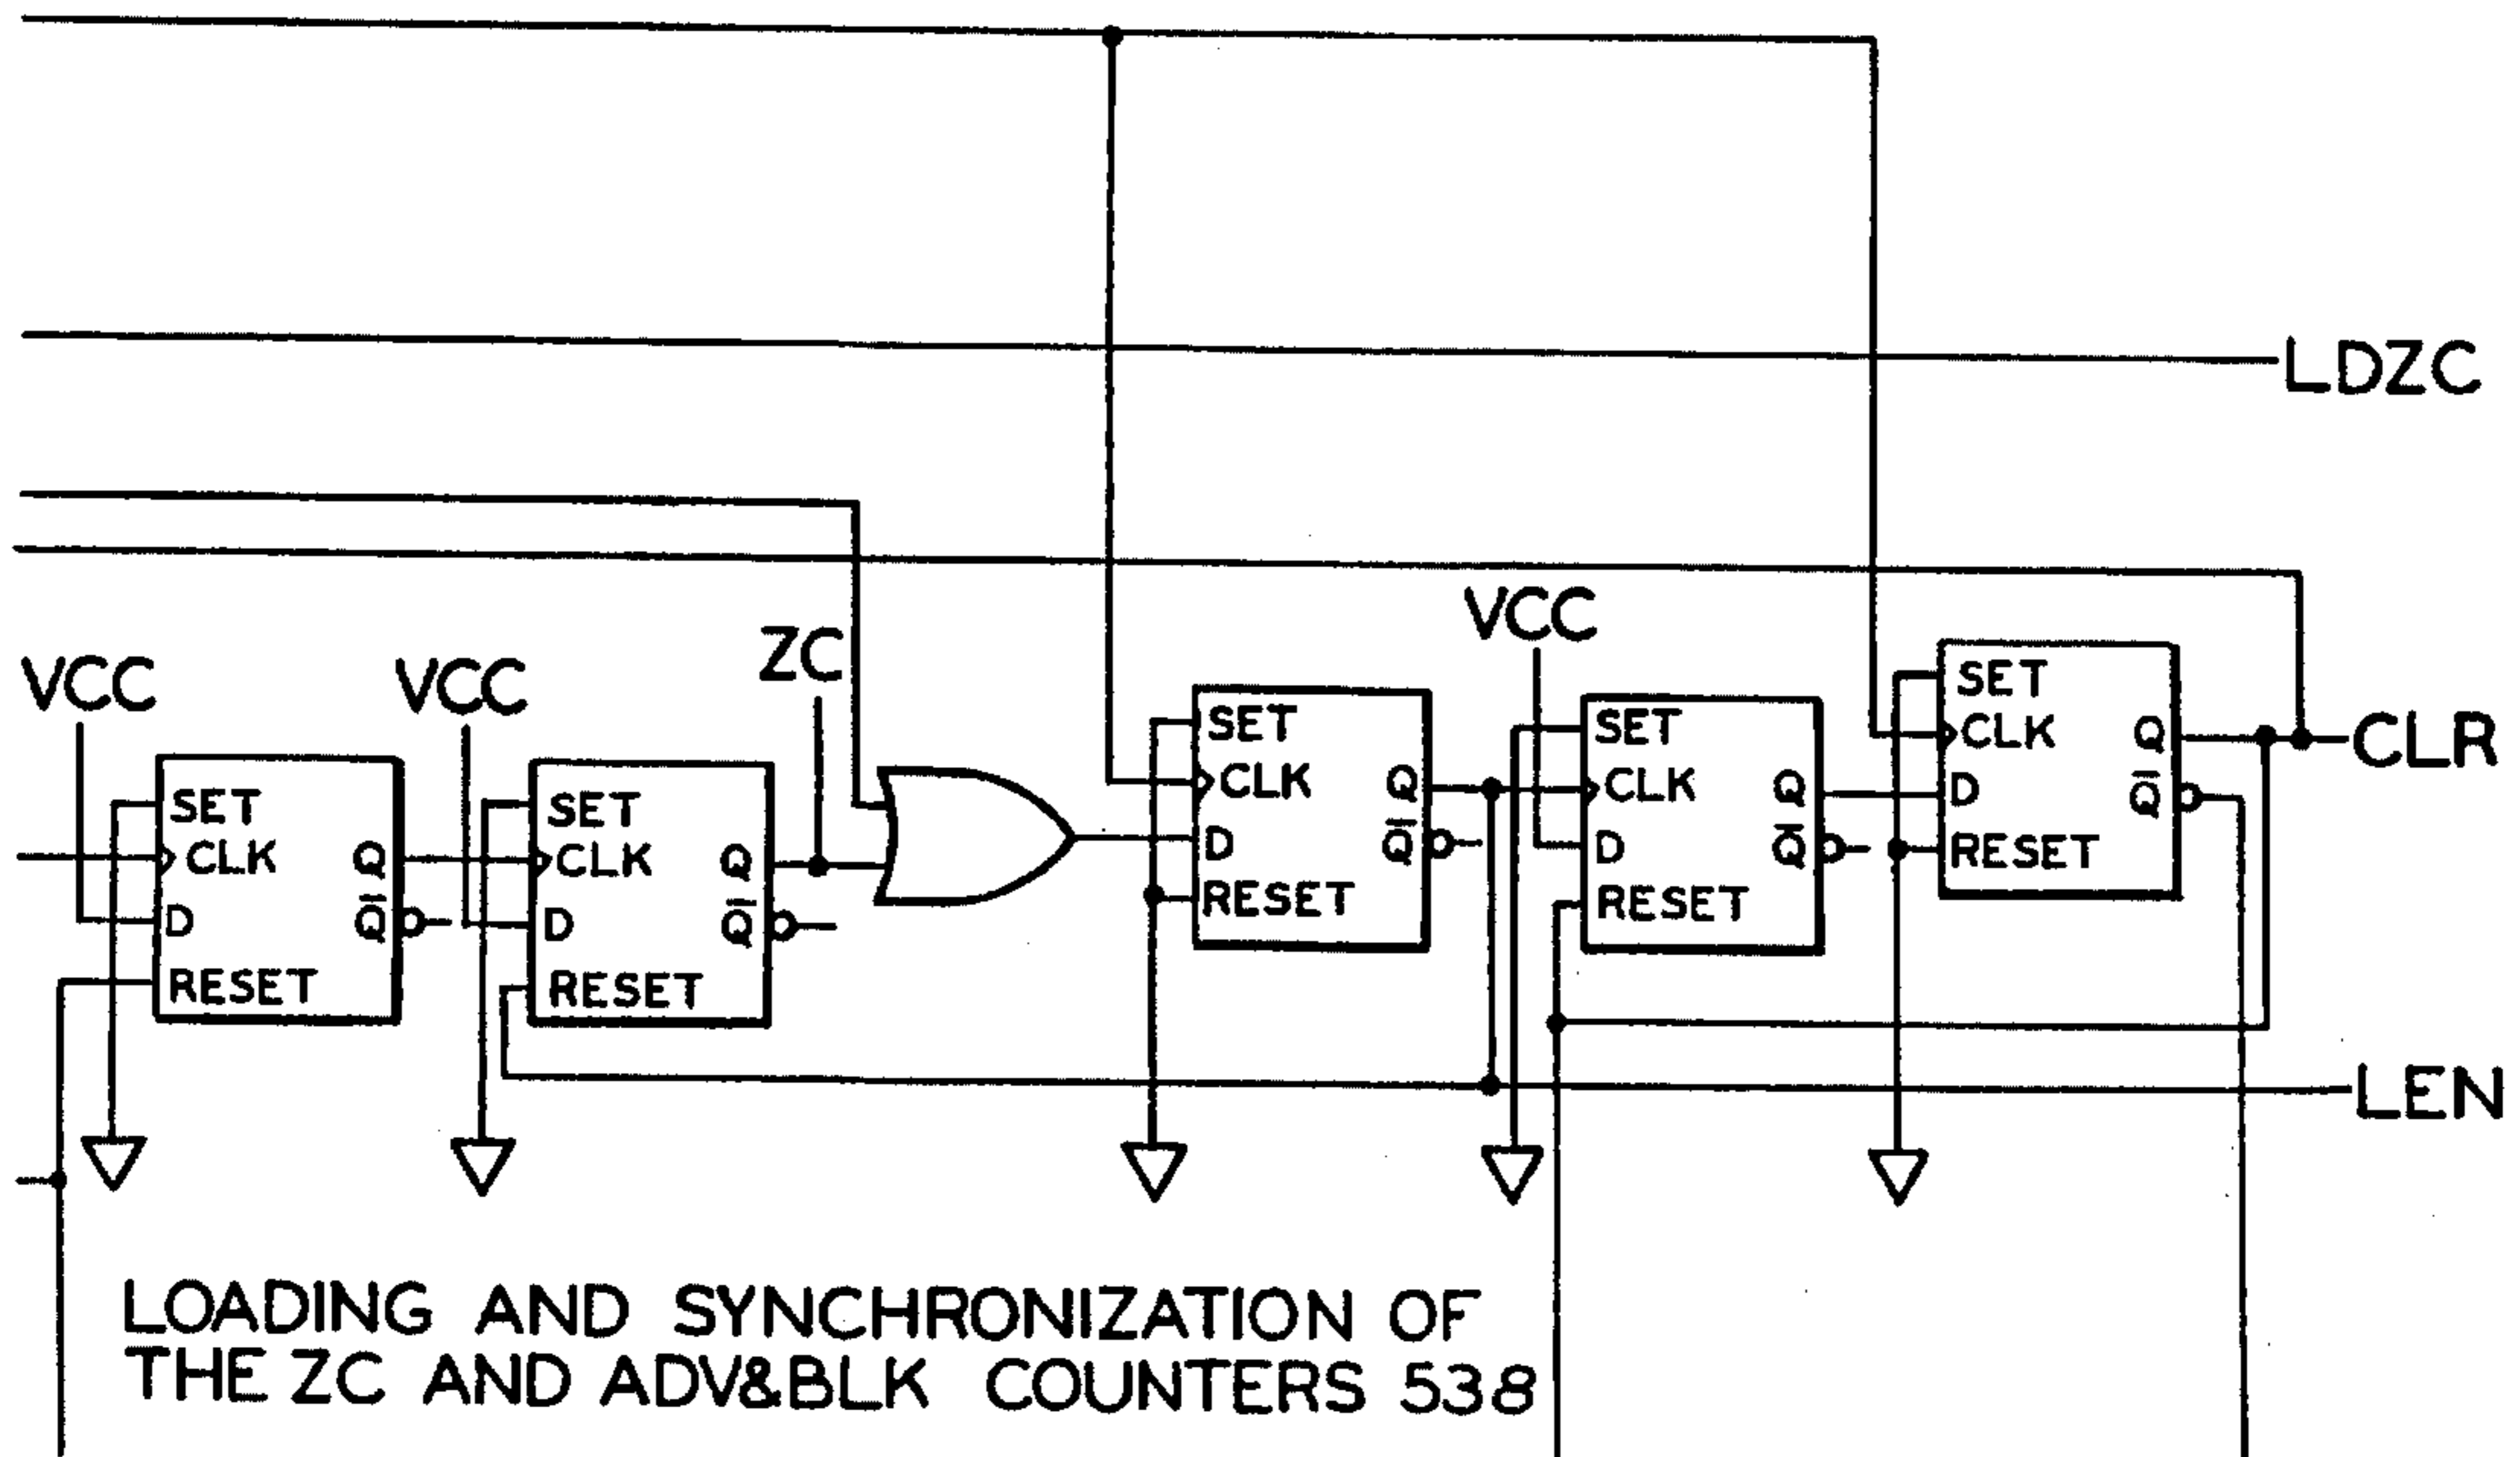 LDZC
VCC
ZC
VCC
VCC
CLR
SET
CLK
D
RESET
Q
Q̅
SET
CLK
D
RESET
Q
Q̅
SET
CLK
D
RESET
Q
Q̅
SET
CLK
D
RESET
Q
Q̅
SET
CLK
D
RESET
Q
Q̅
LEN
LOADING AND SYNCHRONIZATION OF
THE ZC AND ADV&BLK COUNTERS 538